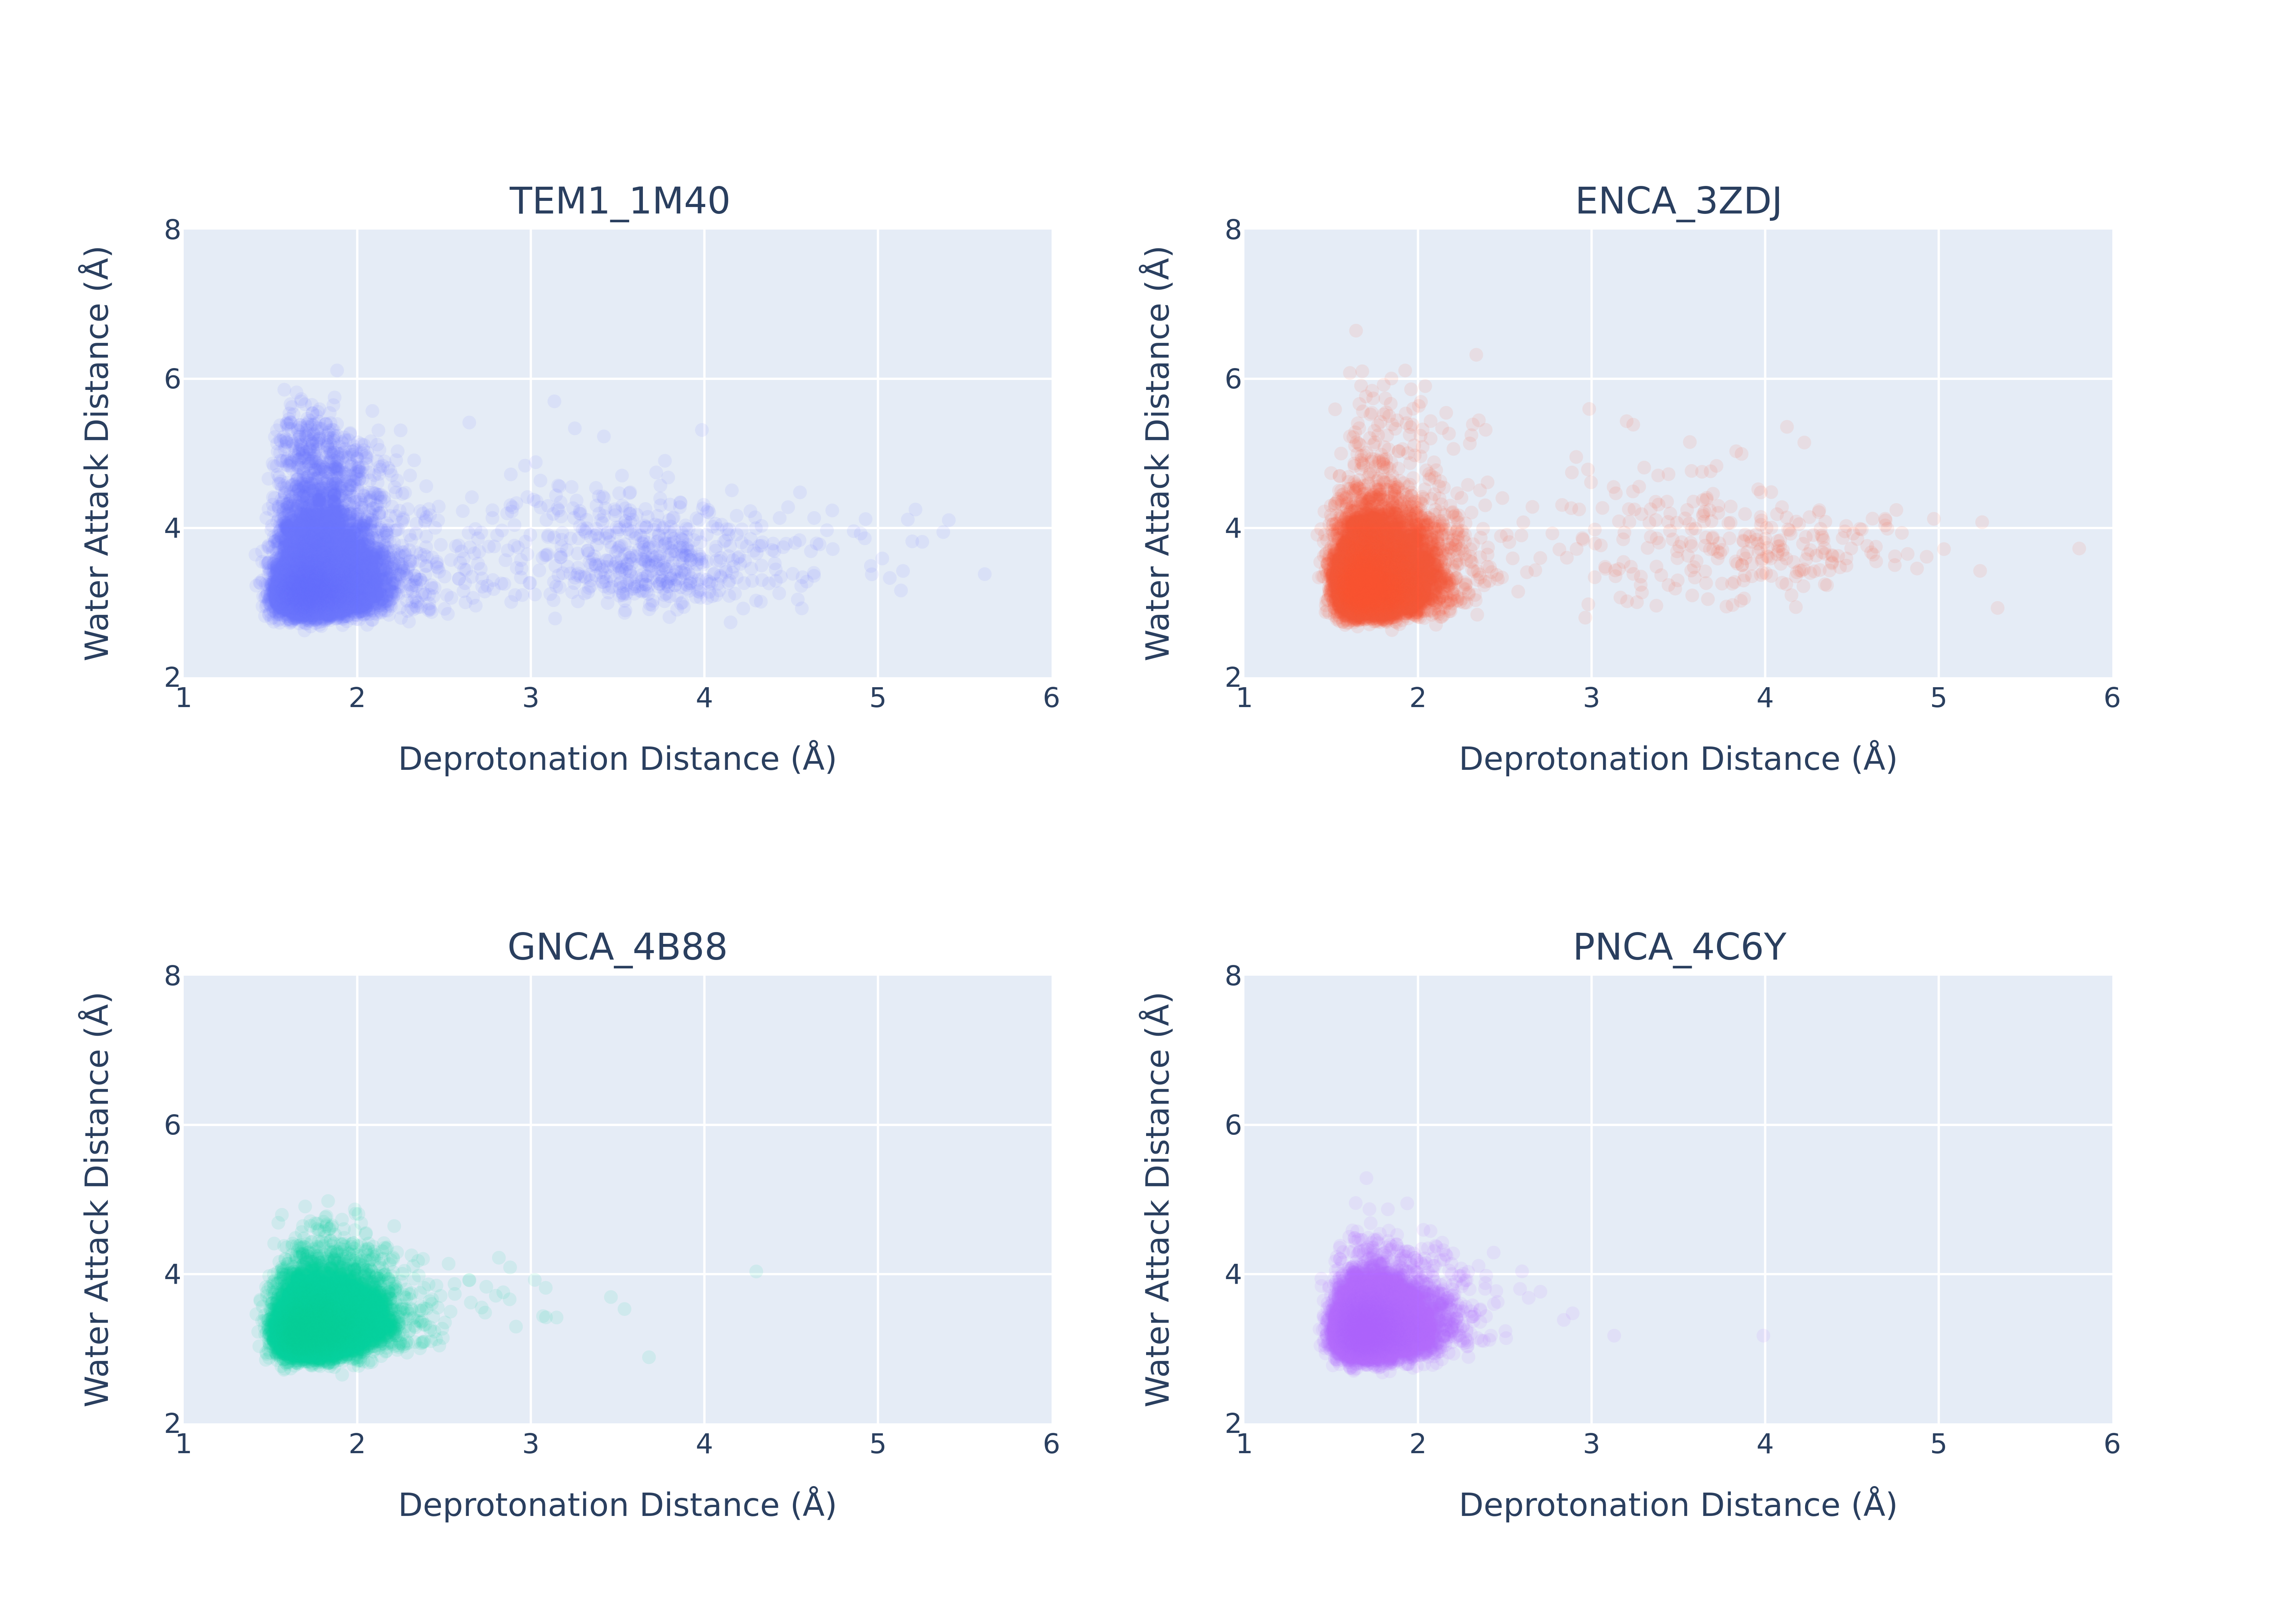 TEM1_1M40
ENCA_3ZDJ
8
6
4
2
Water Attack Distance (Å)
1 2 3 4 5 6
Deprotonation Distance (Å)
8
6
4
2
Water Attack Distance (Å)
1 2 3 4 5 6
Deprotonation Distance (Å)
GNCA_4B88
PNCA_4C6Y
8
6
4
2
Water Attack Distance (Å)
1 2 3 4 5 6
Deprotonation Distance (Å)
8
6
4
2
Water Attack Distance (Å)
1 2 3 4 5 6
Deprotonation Distance (Å)